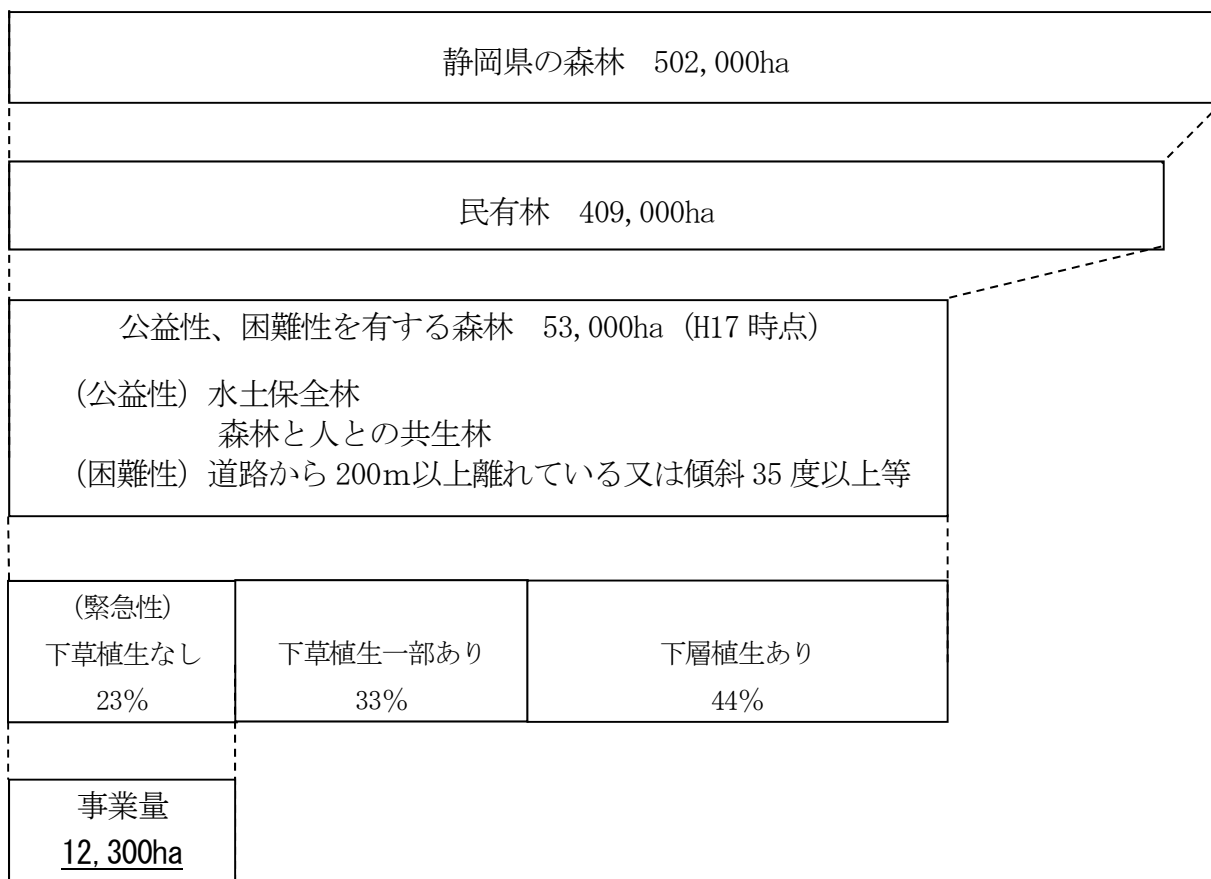 静岡県の森林　502,000ha
民有林　409,000ha
公益性、困難性を有する森林　53,000ha（H17 時点）
（公益性）水土保全林
森林と人との共生林
（困難性）道路から 200m以上離れている又は傾斜 35 度以上等
（緊急性）
下草植生なし
23%
下草植生一部あり
33%
下層植生あり
44%
事業量
12,300ha